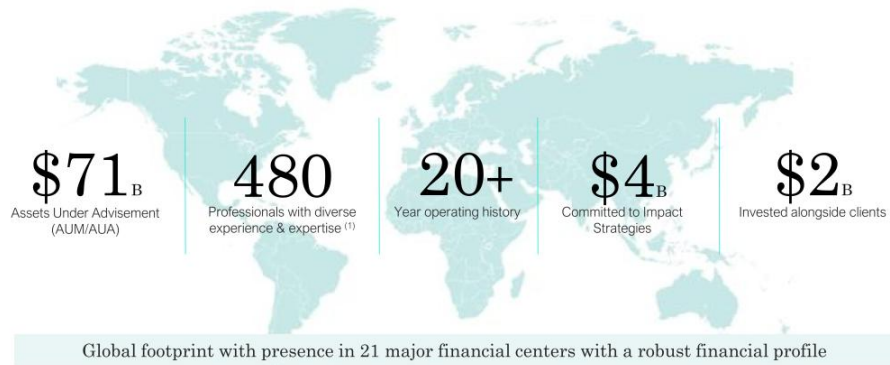 $71B
Assets Under Advisement
(AUM/AUA)
480
Professionals with diverse
experience & expertise (1)
20+
Year operating history
$4B
Committed to Impact
Strategies
$2B
Invested alongside clients
Global footprint with presence in 21 major financial centers with a robust financial profile